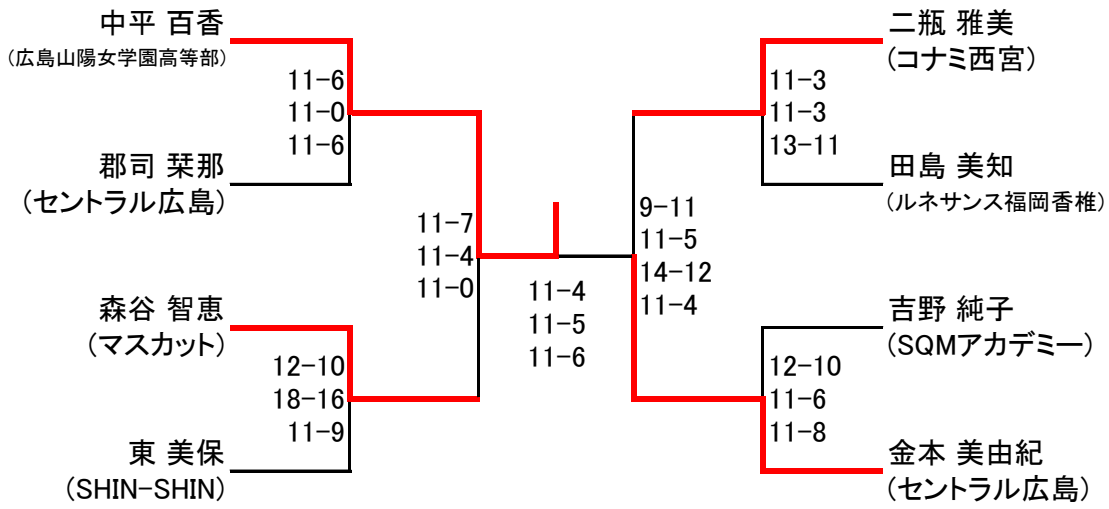 中平 百香
(広島山陽女学園高等部)
11-6
11-0
11-6
郡司 栞那
(セントラル広島)
11-7
11-4
11-0
森谷 智恵
(マスカット)
12-10
18-16
11-9
東 美保
(SHIN-SHIN)
11-4
11-5
11-6
二瓶 雅美
(コナミ西宮)
11-3
11-3
13-11
田島 美知
(ルネサンス福岡香椎)
9-11
11-5
14-12
11-4
吉野 純子
(SQMアカデミー)
12-10
11-6
11-8
金本 美由紀
(セントラル広島)